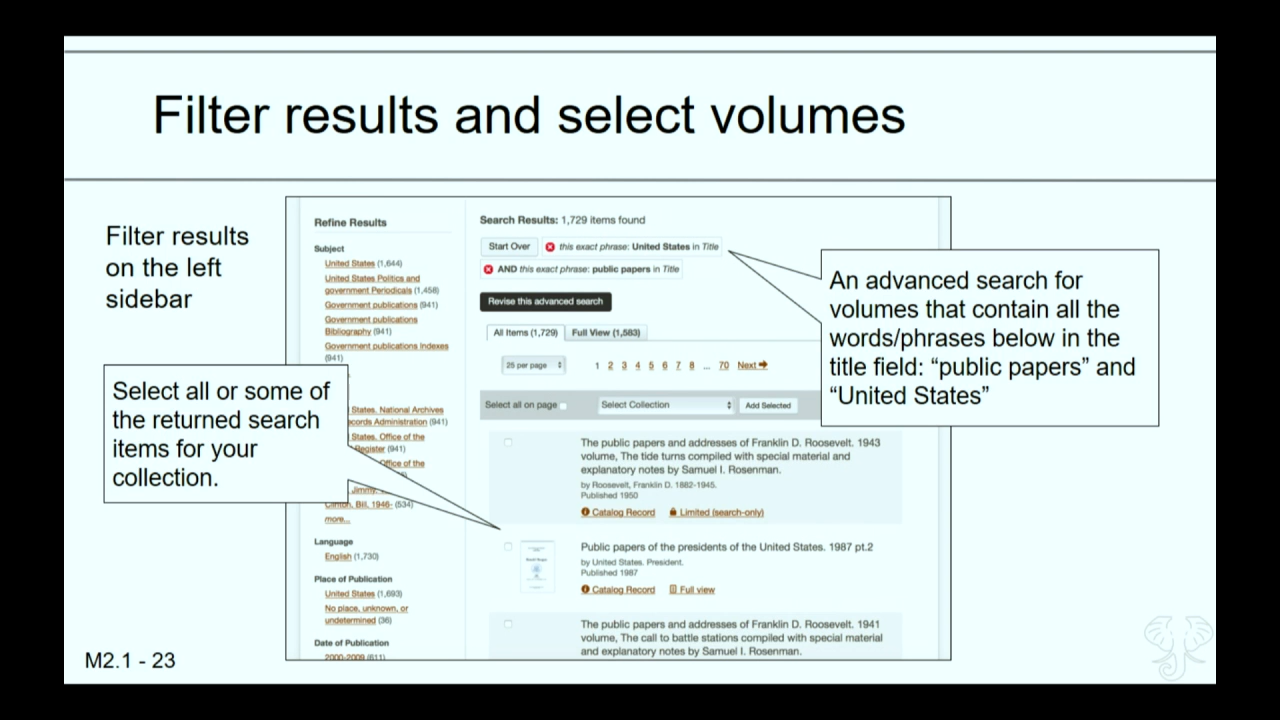 Filter results and select volumes
Filter results
on the left
sidebar
Select all or some of
the returned search
items for your
collection.
Refine Results
Subject
United States (1,644)
United States Politics and
government Periodicals (1,458)
Government publications (941)
Government publications
Bibliography (941)
Government publications Indexes
(941)
States. National Archives
Records Administration (941)
States. Office of the
Register (941)
Office of the
Jimmy,
Clinton, Bill, 1946- (534)
more...
Language
English (1,730)
Place of Publication
United States (1,693)
No place, unknown, or
undetermined (36)
Date of Publication
2000-2009 (611)
Search Results: 1,729 items found
Start Over this exact phrase: United States in Title
AND this exact phrase: public papers in Title
Revise this advanced search
All Items (1,729) Full View (1,583)
25 per page 1 2 3 4 5 6 7 8 ... 70 Next
Select all on page Select Collection Add Selected
The public papers and addresses of Franklin D. Roosevelt. 1943
volume, The tide turns compiled with special material and
explanatory notes by Samuel I. Rosenman.
by Roosevelt, Franklin D. 1882-1945.
Published 1950
Catalog Record Limited (search-only)
Public papers of the presidents of the United States. 1987 pt.2
by United States. President.
Published 1987
Catalog Record Full view
The public papers and addresses of Franklin D. Roosevelt. 1941
volume, The call to battle stations compiled with special material
and explanatory notes by Samuel I. Rosenman.
An advanced search for
volumes that contain all the
words/phrases below in the
title field: “public papers” and
“United States”
M2.1 - 23